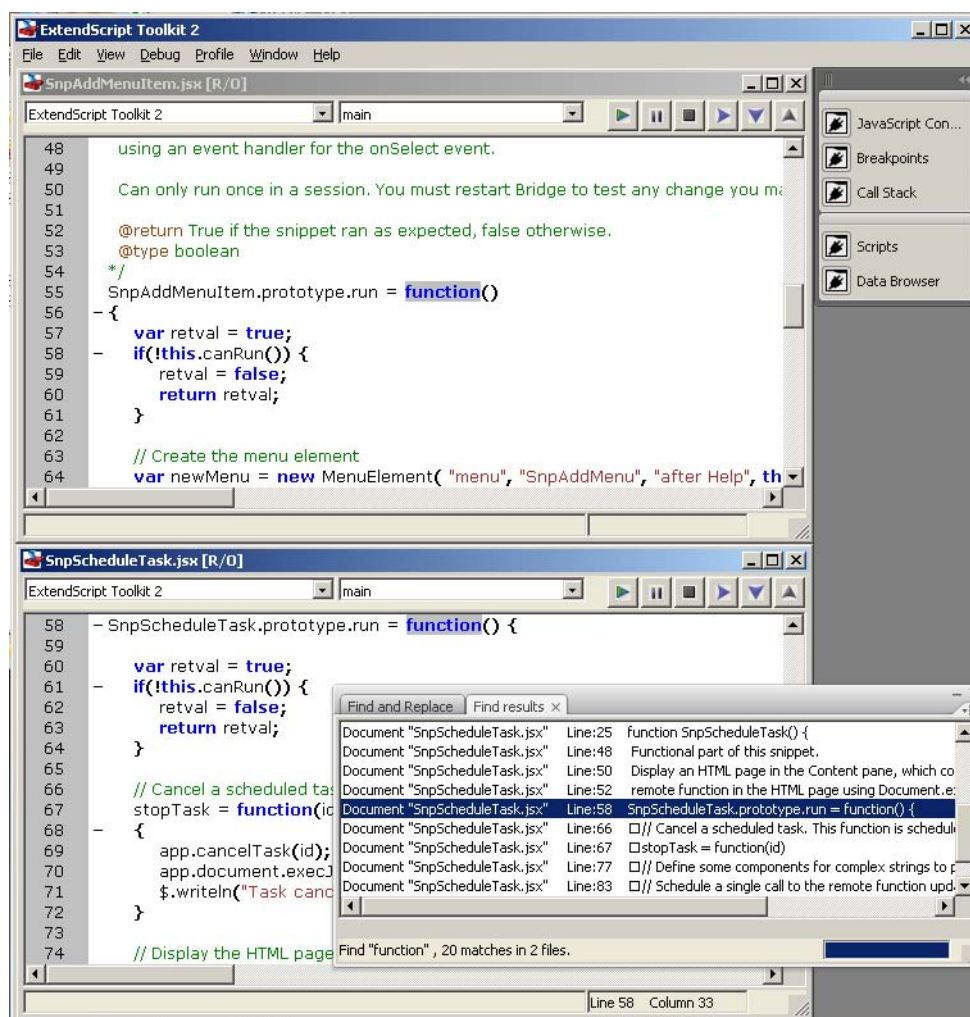 ExtendScript Toolkit 2
File Edit View Debug Profile Window Help
SnpAddMenuItem.jsx [R/O]
ExtendScript Toolkit 2 main
48 using an event handler for the onSelect event.
49
50 Can only run once in a session. You must restart Bridge to test any change you
51
52 @return True if the snippet ran as expected, false otherwise.
53 @type boolean
54 */
55 SnpAddMenuItem.prototype.run = function()
56 - {
57 var retval = true;
58 - if(!this.canRun()) {
59 retval = false;
60 return retval;
61 }
62
63 // Create the menu element
64 var newMenu = new MenuElement( "menu", "SnpAddMenu", "after Help", th
JavaScript Con...
Breakpoints
Call Stack
Scripts
Data Browser
SnpScheduleTask.jsx [R/O]
ExtendScript Toolkit 2 main
58 - SnpScheduleTask.prototype.run = function() {
59
60 var retval = true;
61 - if(!this.canRun()) {
62 retval = false;
63 return retval;
64 }
65
66 // Cancel a scheduled
67 stopTask = function(
68 - {
69 app.cancelTask(id);
70 app.document.
71 $.writeln("Task
72 }
73
74 // Display the HTML page
Find and Replace Find results ×
Document "SnpScheduleTask.jsx" Line:25 function SnpScheduleTask() {
Document "SnpScheduleTask.jsx" Line:48 Functional part of this snippet.
Document "SnpScheduleTask.jsx" Line:50 Display an HTML page in the Content pane, which co
Document "SnpScheduleTask.jsx" Line:52 remote function in the HTML page using Document.
Document "SnpScheduleTask.jsx" Line:58 SnpScheduleTask.prototype.run = function() {
Document "SnpScheduleTask.jsx" Line:66 □// Cancel a scheduled task. This function is
Document "SnpScheduleTask.jsx" Line:67 □stopTask = function(id)
Document "SnpScheduleTask.jsx" Line:77 □// Define some components for complex strings to
Document "SnpScheduleTask.jsx" Line:83 □// Schedule a single call to the remote function
Find "function" , 20 matches in 2 files.
Line 58 Column 33